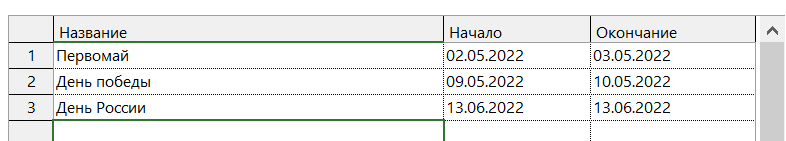 Название Начало Окончание
1 Первомай 02.05.2022 03.05.2022
2 День победы 09.05.2022 10.05.2022
3 День России 13.06.2022 13.06.2022